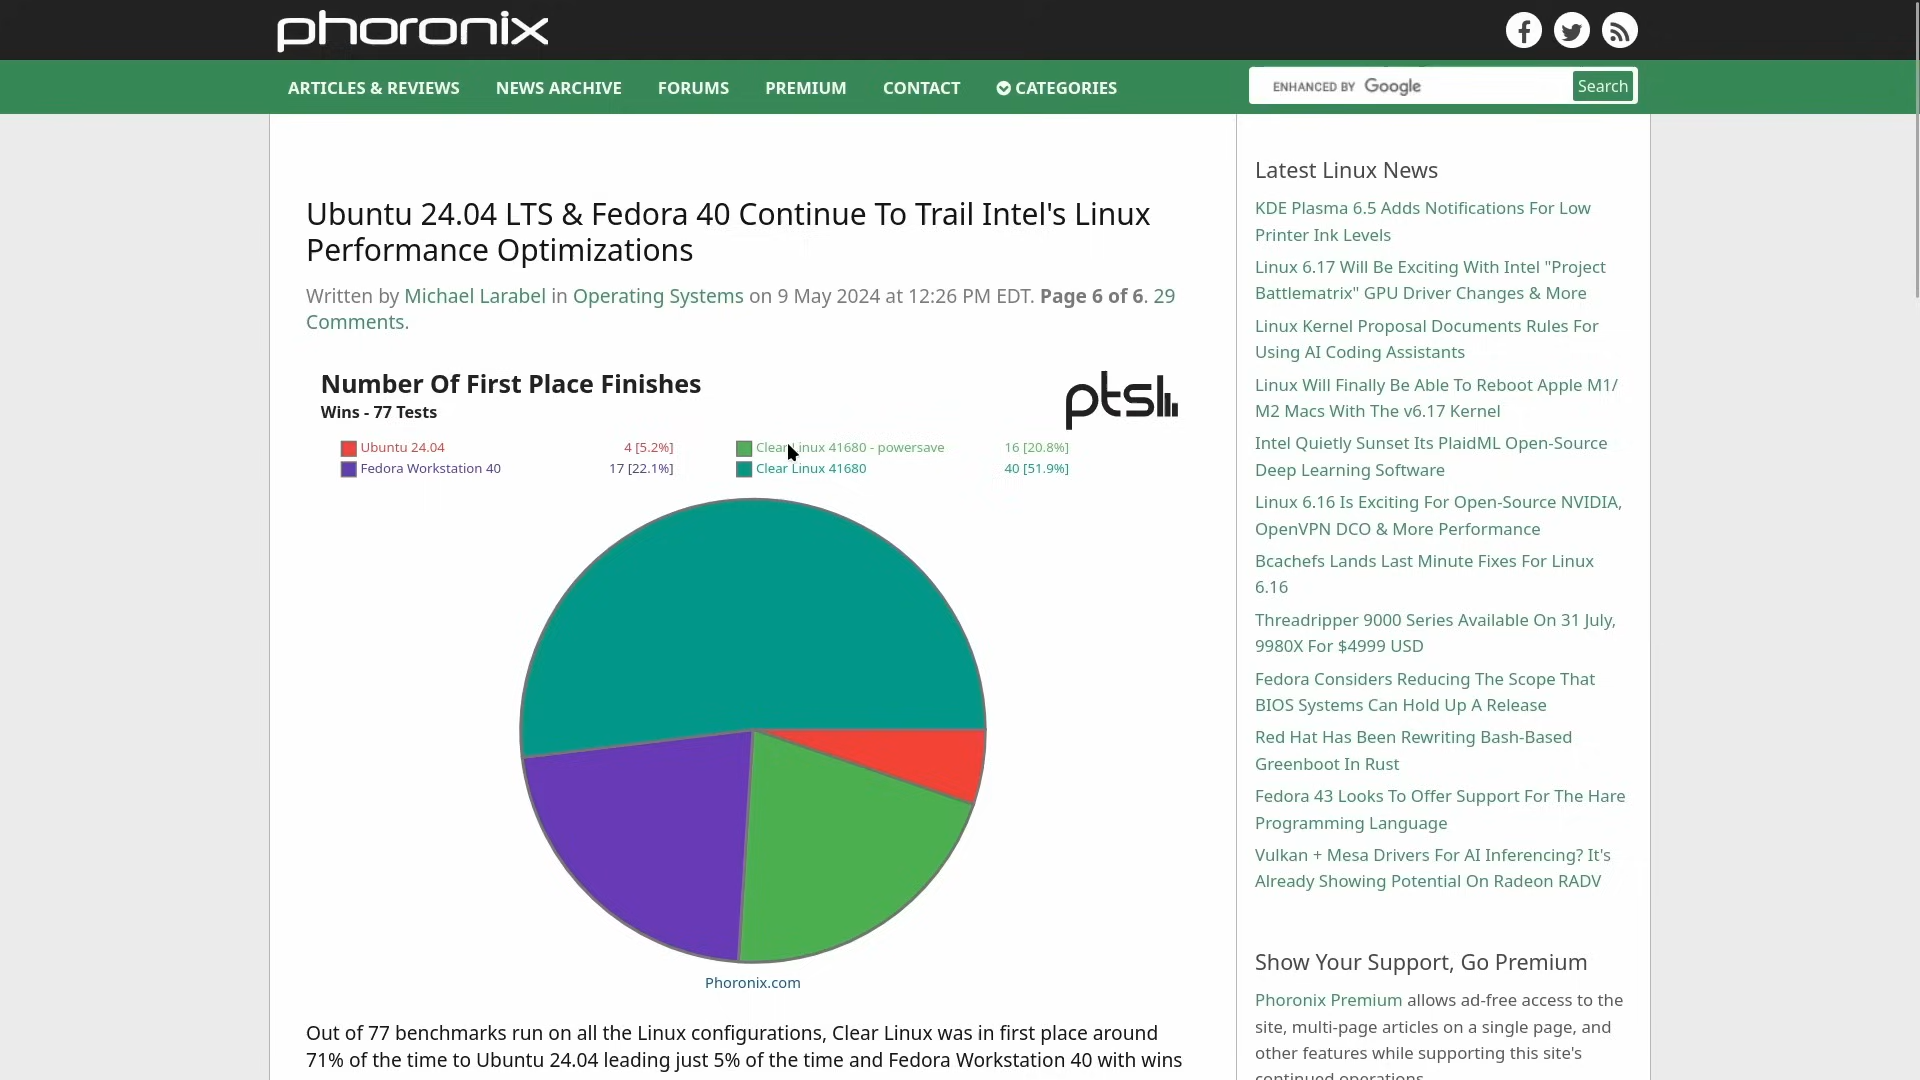 phoronix
ARTICLES & REVIEWS NEWS ARCHIVE FORUMS PREMIUM CONTACT CATEGORIES
ENHANCED BY Google Search
Ubuntu 24.04 LTS & Fedora 40 Continue To Trail Intel's Linux
Performance Optimizations
Written by Michael Larabel in Operating Systems on 9 May 2024 at 12:26 PM EDT. Page 6 of 6. 29
Comments.
Number Of First Place Finishes
Wins - 77 Tests
ptsl
Ubuntu 24.04 4 [5.2%] Clear Linux 41680 - powersave 16 [20.8%]
Fedora Workstation 40 17 [22.1%] Clear Linux 41680 40 [51.9%]
Phoronix.com
Out of 77 benchmarks run on all the Linux configurations, Clear Linux was in first place around
71% of the time to Ubuntu 24.04 leading just 5% of the time and Fedora Workstation 40 with wins
Latest Linux News
KDE Plasma 6.5 Adds Notifications For Low
Printer Ink Levels
Linux 6.17 Will Be Exciting With Intel "Project
Battlematrix" GPU Driver Changes & More
Linux Kernel Proposal Documents Rules For
Using AI Coding Assistants
Linux Will Finally Be Able To Reboot Apple M1/
M2 Macs With The v6.17 Kernel
Intel Quietly Sunset Its PlaidML Open-Source
Deep Learning Software
Linux 6.16 Is Exciting For Open-Source NVIDIA,
OpenVPN DCO & More Performance
Bcachefs Lands Last Minute Fixes For Linux
6.16
Threadripper 9000 Series Available On 31 July,
9980X For $4999 USD
Fedora Considers Reducing The Scope That
BIOS Systems Can Hold Up A Release
Red Hat Has Been Rewriting Bash-Based
Greenboot In Rust
Fedora 43 Looks To Offer Support For The Hare
Programming Language
Vulkan + Mesa Drivers For AI Inferencing? It's
Already Showing Potential On Radeon RADV
Show Your Support, Go Premium
Phoronix Premium allows ad-free access to the
site, multi-page articles on a single page, and
other features while supporting this site's
continued operations.